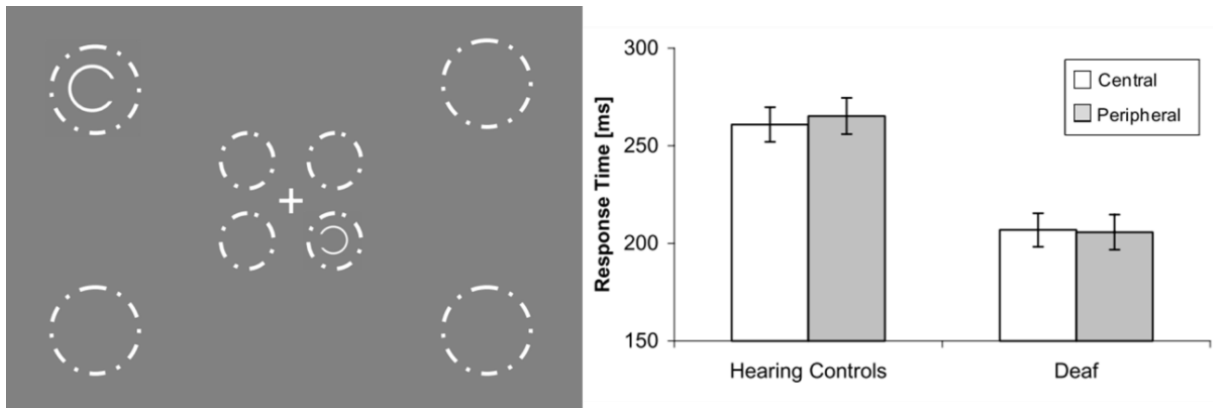 300
250
200
150
Response Time [ms]
Central
Peripheral
Hearing Controls
Deaf